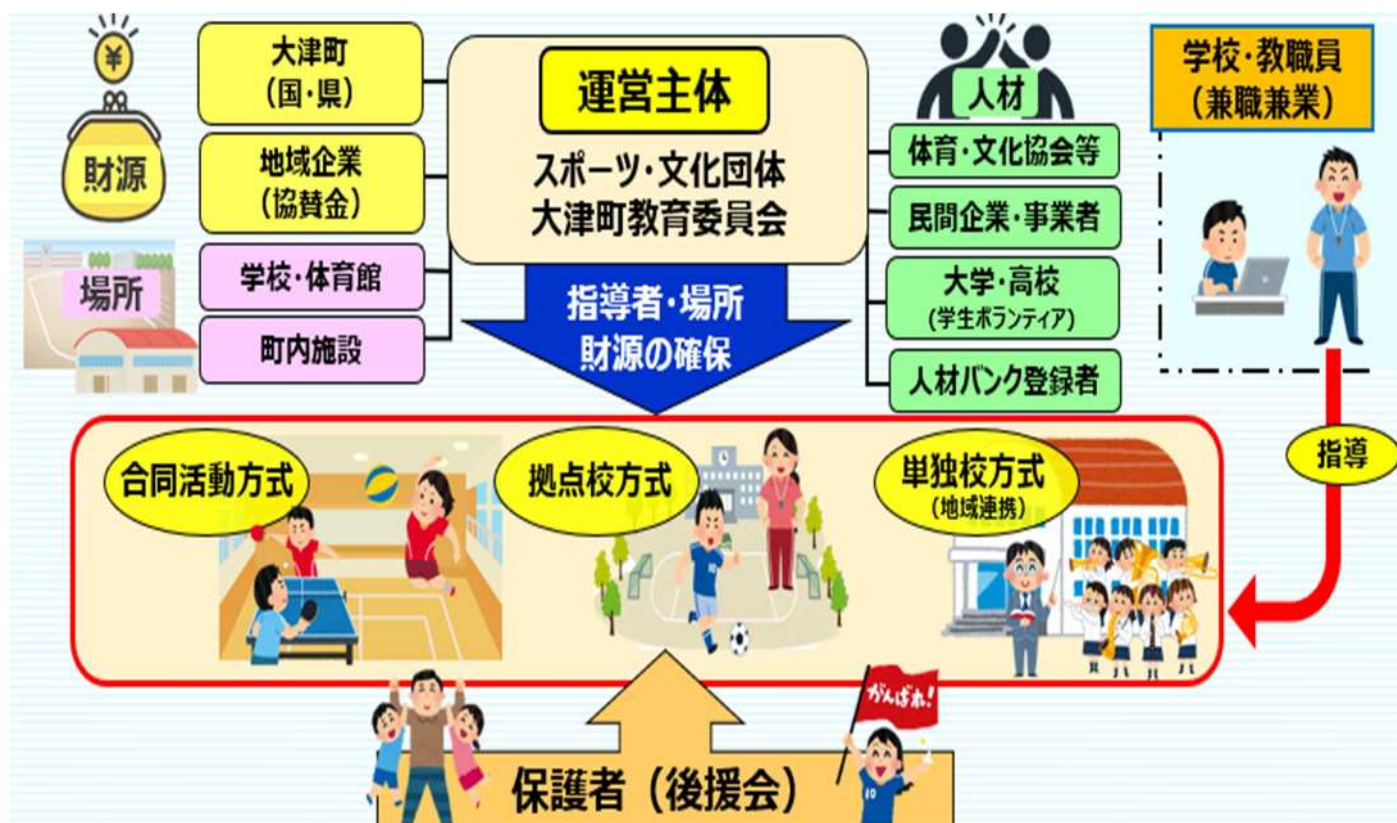 ¥
財源
大津町
(国・県)
地域企業
(協賛金)
場所
学校・体育館
町内施設
運営主体
スポーツ・文化団体
大津町教育委員会
指導者・場所
財源の確保
人材
体育・文化協会等
民間企業・事業者
大学・高校
(学生ボランティア)
人材バンク登録者
学校・教職員
(兼職兼業)
指導
合同活動方式
拠点校方式
単独校方式
(地域連携)
10
がんばれ!
10
保護者（後援会）